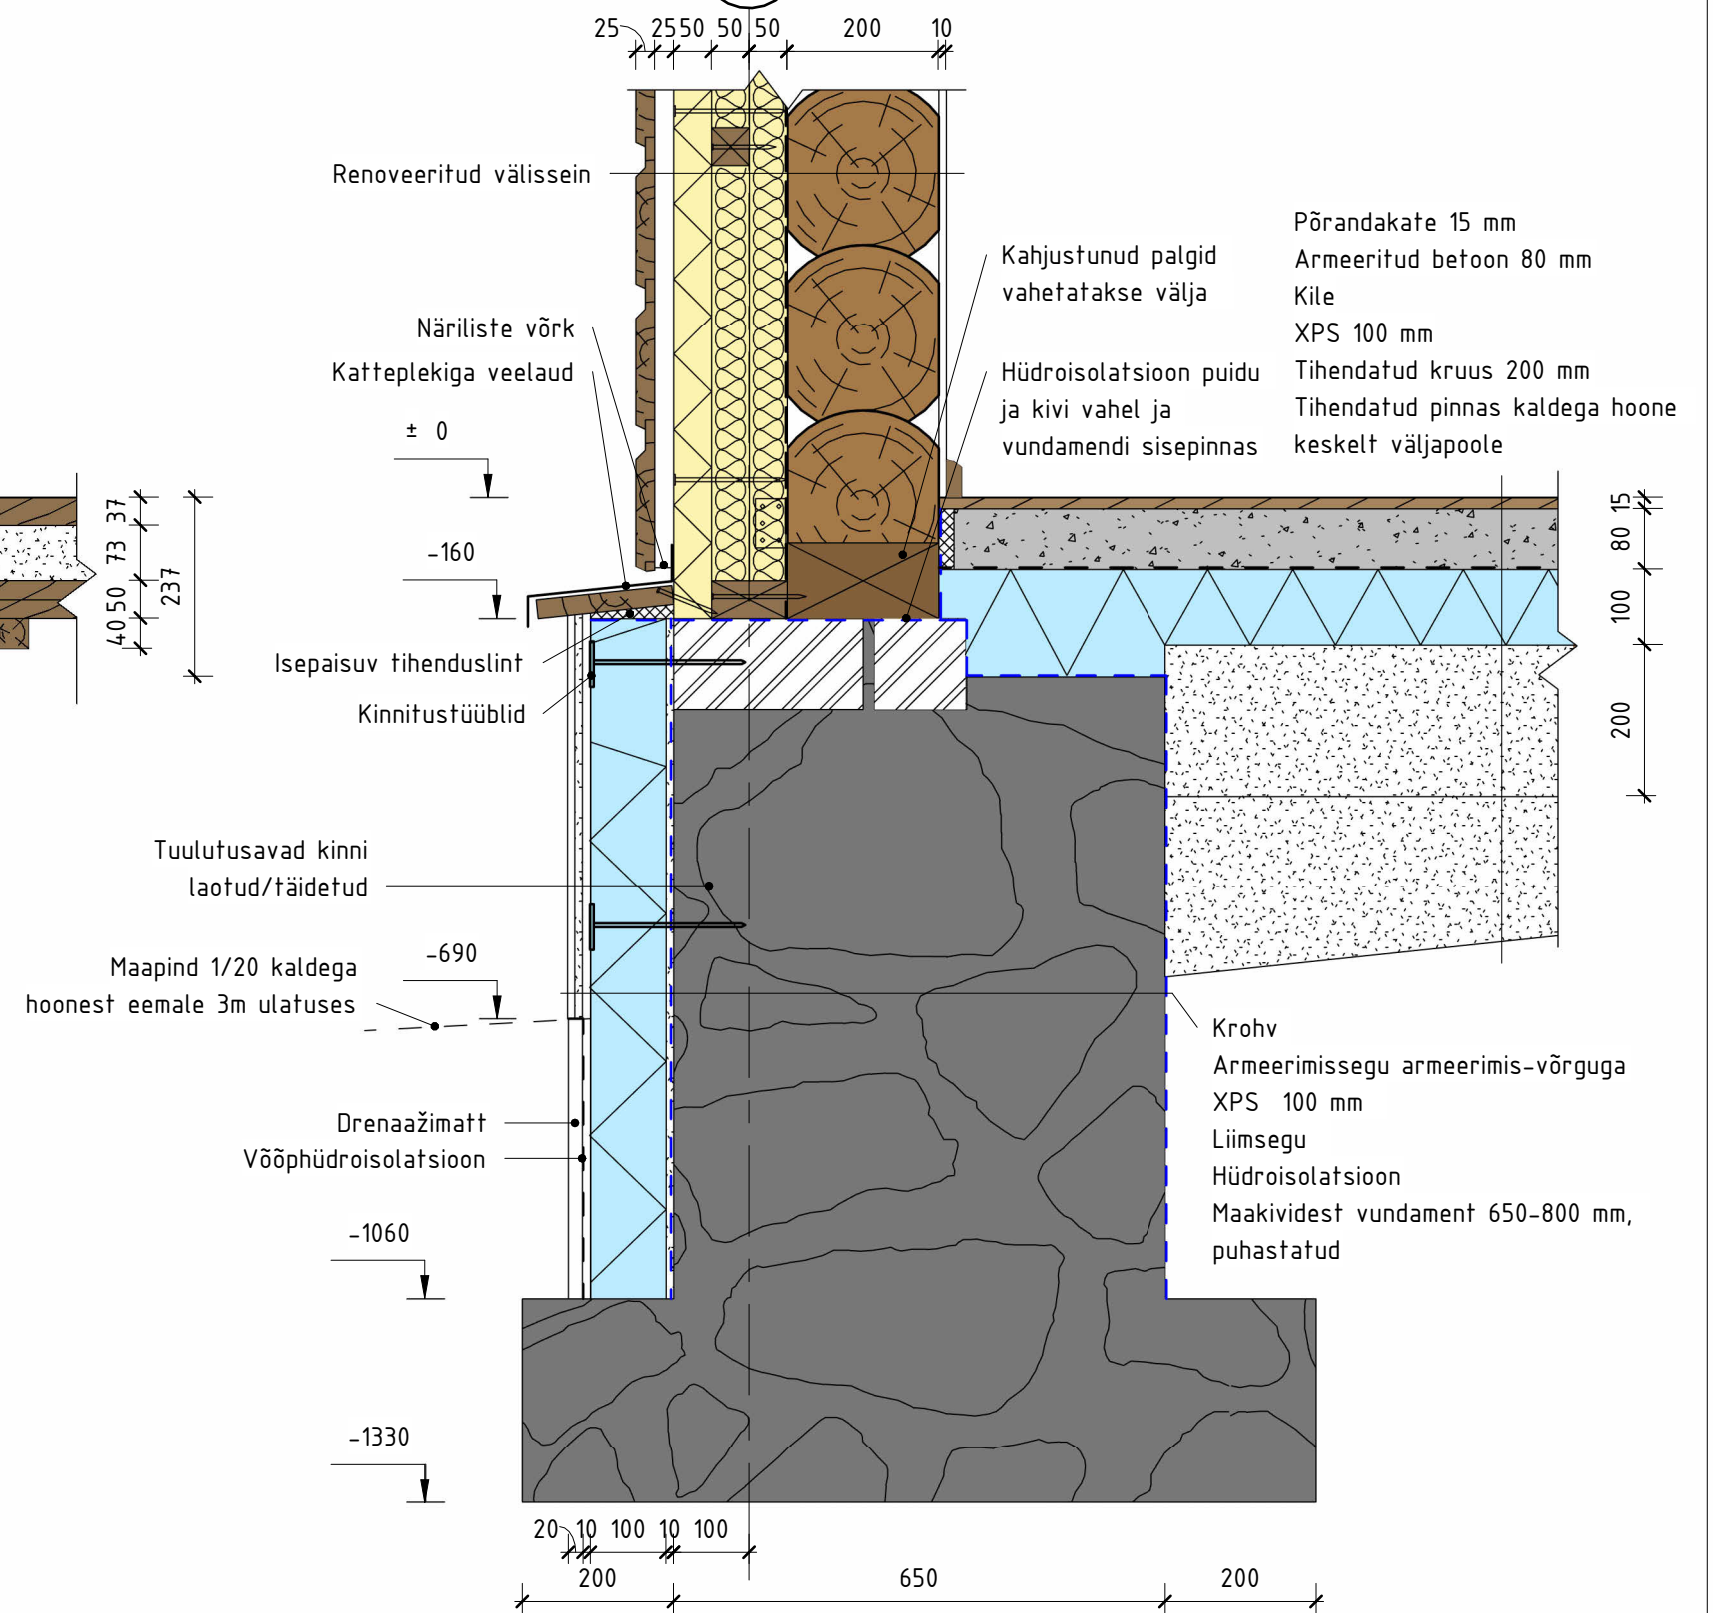 25 25 50 50 50 200 10
Renoveeritud välissein
Kahjustunud palgid
vahetatakse välja
Põrandakate 15 mm
Armeeritud betoon 80 mm
Kile
XPS 100 mm
Tihendatud kruus 200 mm
Tihendatud pinnas kaldega hoone
keskelt väljapoole
Näriliste võrk
Katteplekiga veelaud
Hüdroisolatsioon puidu
ja kivi vahel ja
vundamendi sisepinnas
± 0
-160
37
73
50
40
237
15
80
100
200
Isepaisuv tihenduslint
Kinnitustüüblid
Tuulutusavad kinni
laotud/täidetud
-690
Maapind 1/20 kaldega
hoonest eemale 3m ulatuses
Krohv
Armeerimissegu armeerimis-võrguga
XPS 100 mm
Liimsegu
Hüdroisolatsioon
Maakividest vundament 650-800 mm,
puhastatud
Drenaažimatt
Võõphüdroisolatsioon
-1060
-1330
20 10 100 10 100
200 650 200